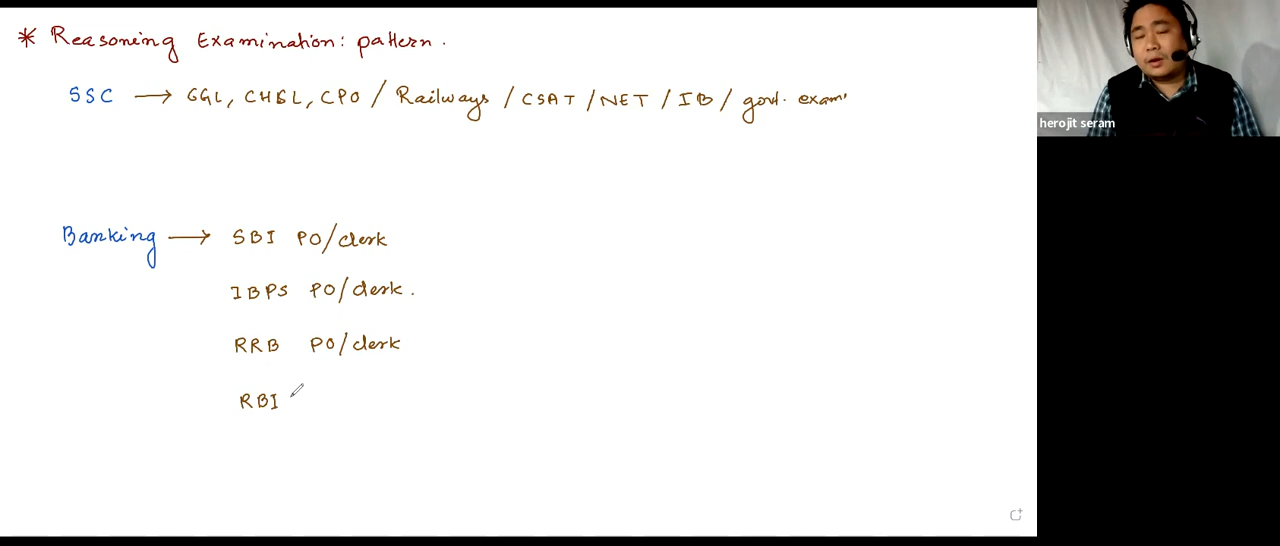 * Reasoning Examination: pattern.
SSC → CGL, CHSL, CPO / Railways / CSAT / NET / IB / govt. exam.
herojit seram
Banking → SBI PO/clerk
IBPS PO/clerk.
RRB PO/clerk
RBI